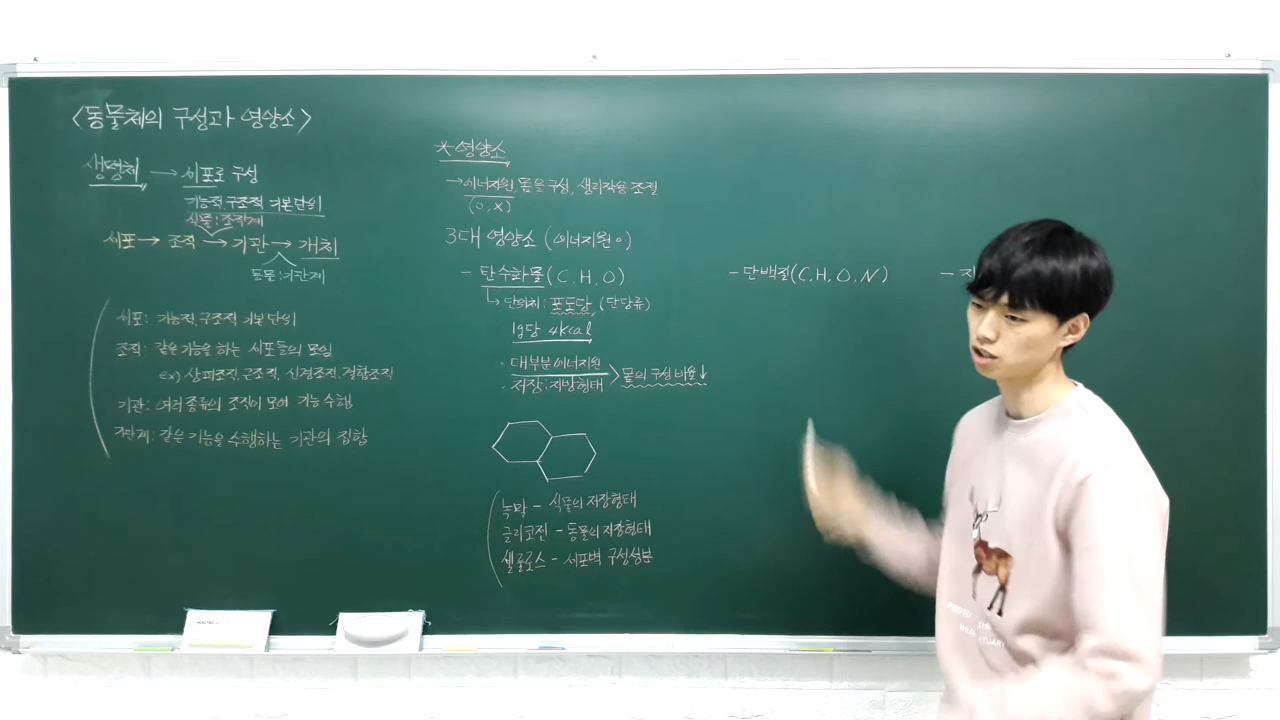 <동물체의 구성과 영양소>
생명체 → 세포로 구성
기능적, 구조적 기본단위
식물: 조직계
세포 → 조직 → 기관 → 개체
동물: 기관계
세포: 기능적, 구조적 기본단위
조직: 같은 기능을 하는 세포들의 모임
ex) 상피조직, 근조직, 신경조직, 결합조직
기관: 여러 종류의 조직이 모여 기능 수행
기관계: 같은 기능을 수행하는 기관의 집합
*영양소
→ 에너지원, 몸을 구성, 생리작용 조절
(O, X)
3대 영양소 (에너지원 O)
- 탄수화물 (C, H, O)
↳ 단위체: 포도당, (단당류)
1g당 4kcal
· 대부분 에너지원
· 저장: 지방형태 > 몸의 구성 비율↓
녹말 - 식물의 저장형태
글리코젠 - 동물의 저장형태
셀룰로스 - 세포벽 구성성분
- 단백질 (C, H, O, N)
- 지